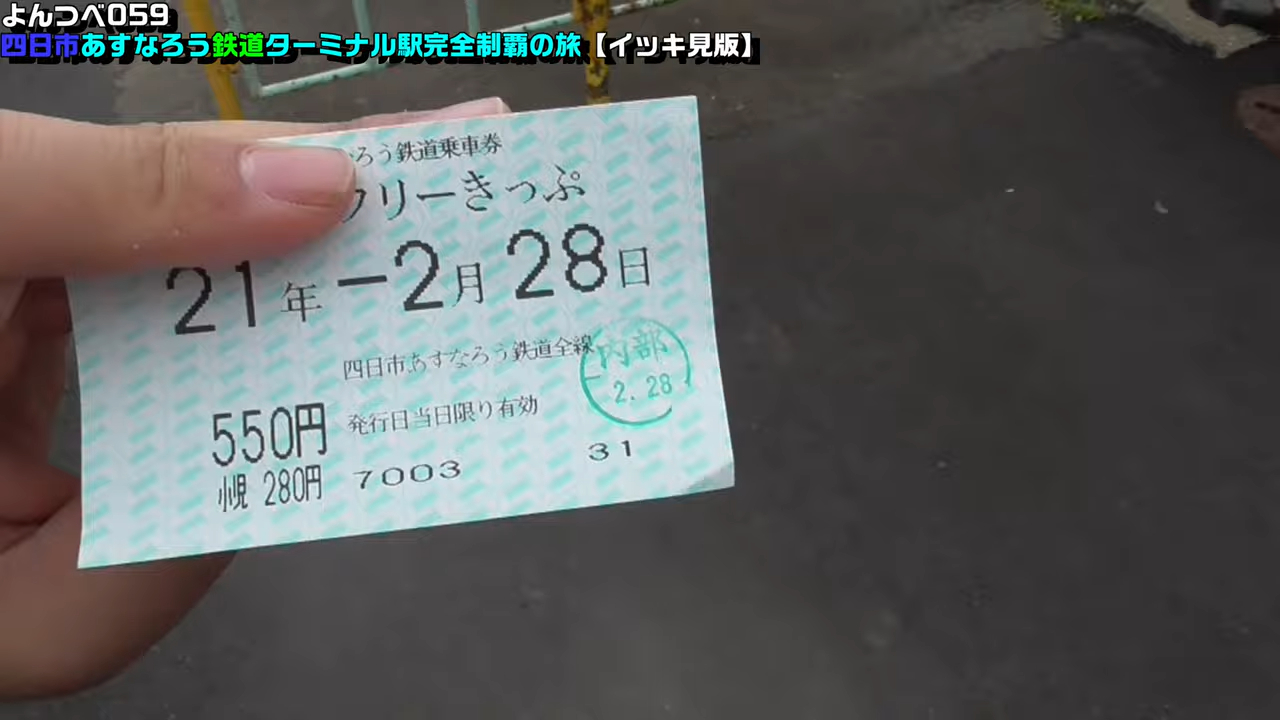 よんつべ059
四日市あすなろう鉄道ターミナル駅完全制覇の旅【イッキ見版】
ろう鉄道乗車券
フリーきっぷ
21年-2月28日
四日市あすなろう鉄道全線
内部
2.28
550円
発行日当日限り有効
小児 280円
7003
31